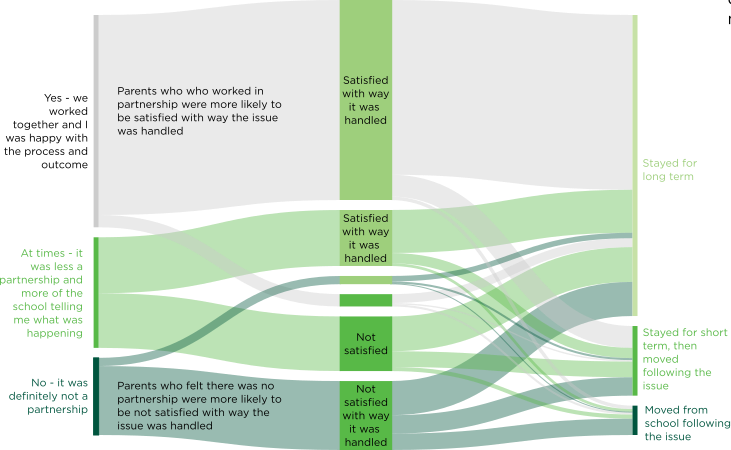 Yes - we
worked
together and I
was happy with
the process and
outcome
Parents who who worked in
partnership were more likely to
be satisfied with way the issue
was handled
Satisfied
with way
it was
handled
Stayed for
long term
At times - it
was less a
partnership and
more of the
school telling
me what was
happening
Satisfied
with way
it was
handled
Not
satisfied
Stayed for short
term, then
moved
following the
issue
No - it was
definitely not a
partnership
Parents who felt there was no
partnership were more likely to
be not satisfied with way the
issue was handled
Not
satisfied
with way
it was
handled
Moved from
school following
the issue